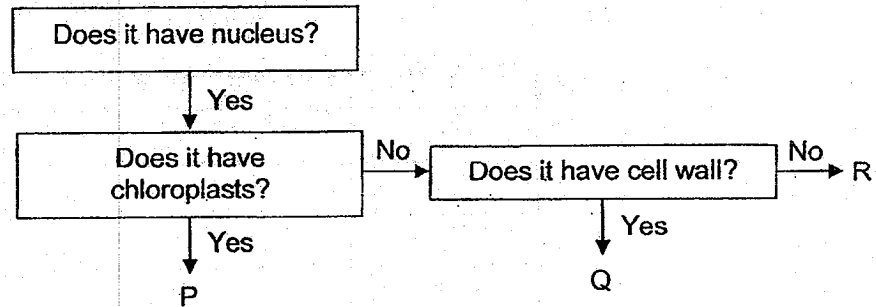 Does it have nucleus?
Yes
Does it have
chloroplasts?
No
Does it have cell wall?
No
R
Yes
Yes
P
Q